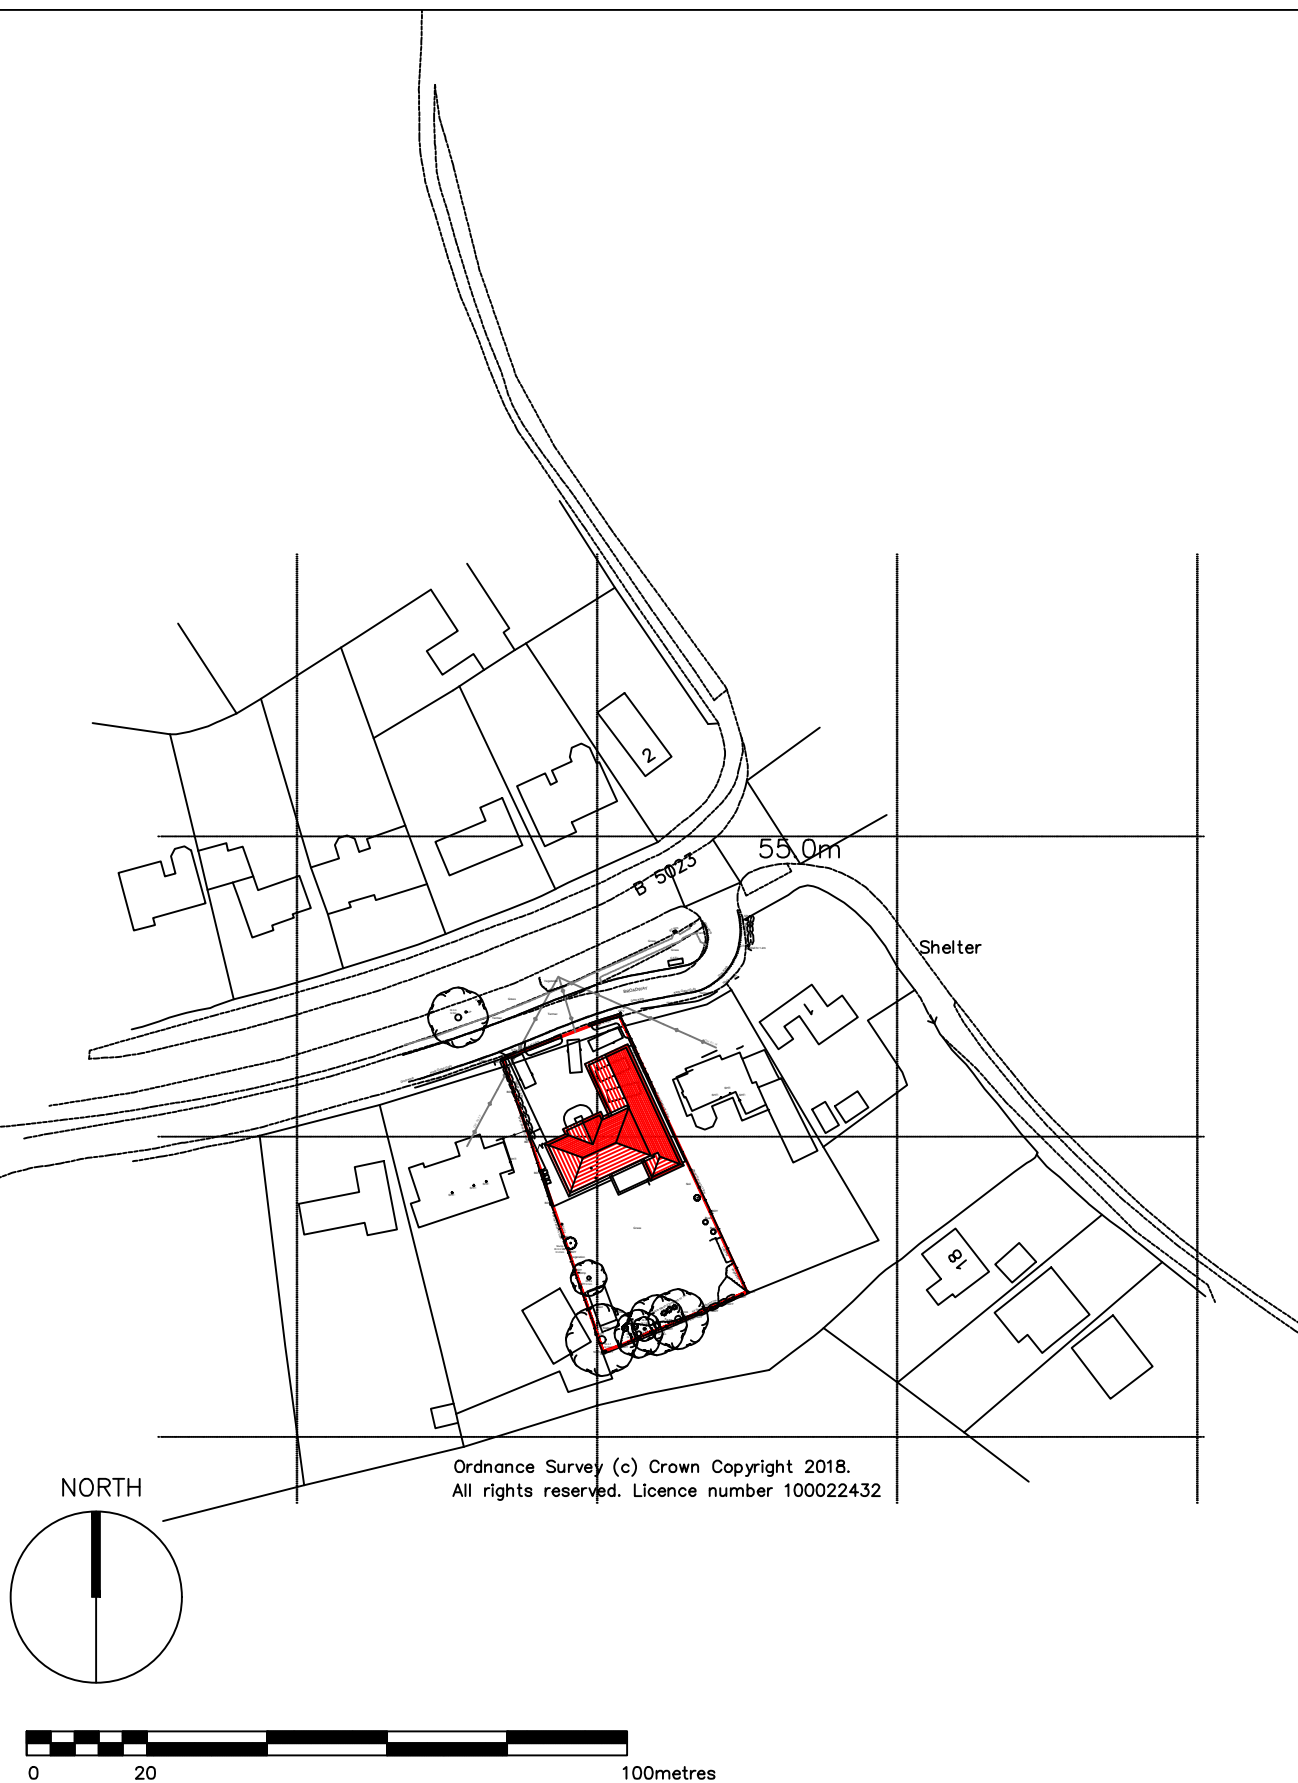 2
55.0m
B 5023
Shelter
1
18
Ordnance Survey (c) Crown Copyright 2018.
All rights reserved. Licence number 100022432
NORTH
0 20 100metres